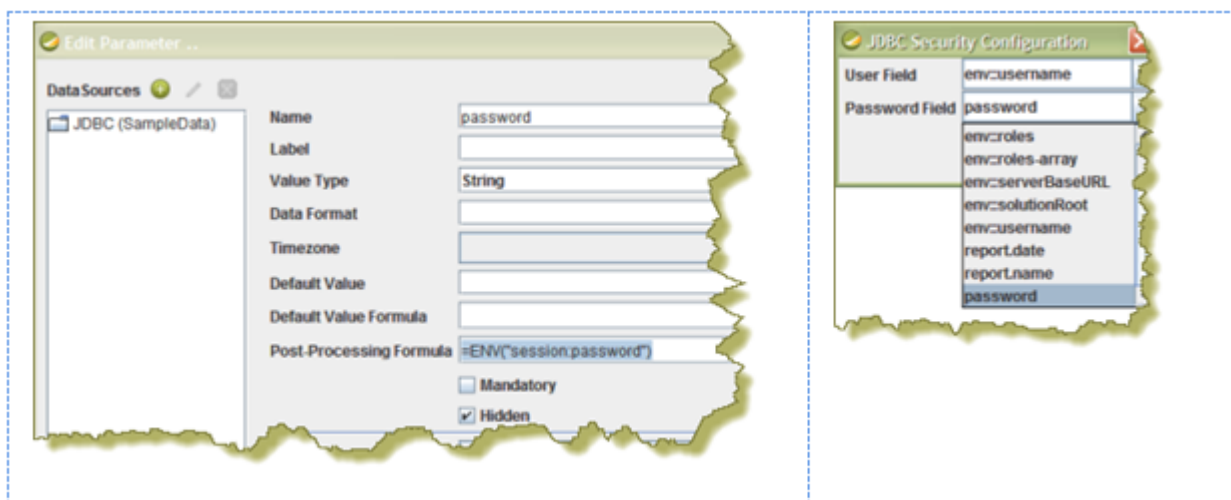 Edit Parameter ..
Data Sources
JDBC (SampleData)
Name password
Label
Value Type String
Data Format
Timezone
Default Value
Default Value Formula
Post-Processing Formula =ENV("session:password")
Mandatory
Hidden
JDBC Security Configuration
User Field env::username
Password Field password
env::roles
env::roles-array
env::serverBaseURL
env::solutionRoot
env::username
report.date
report.name
password